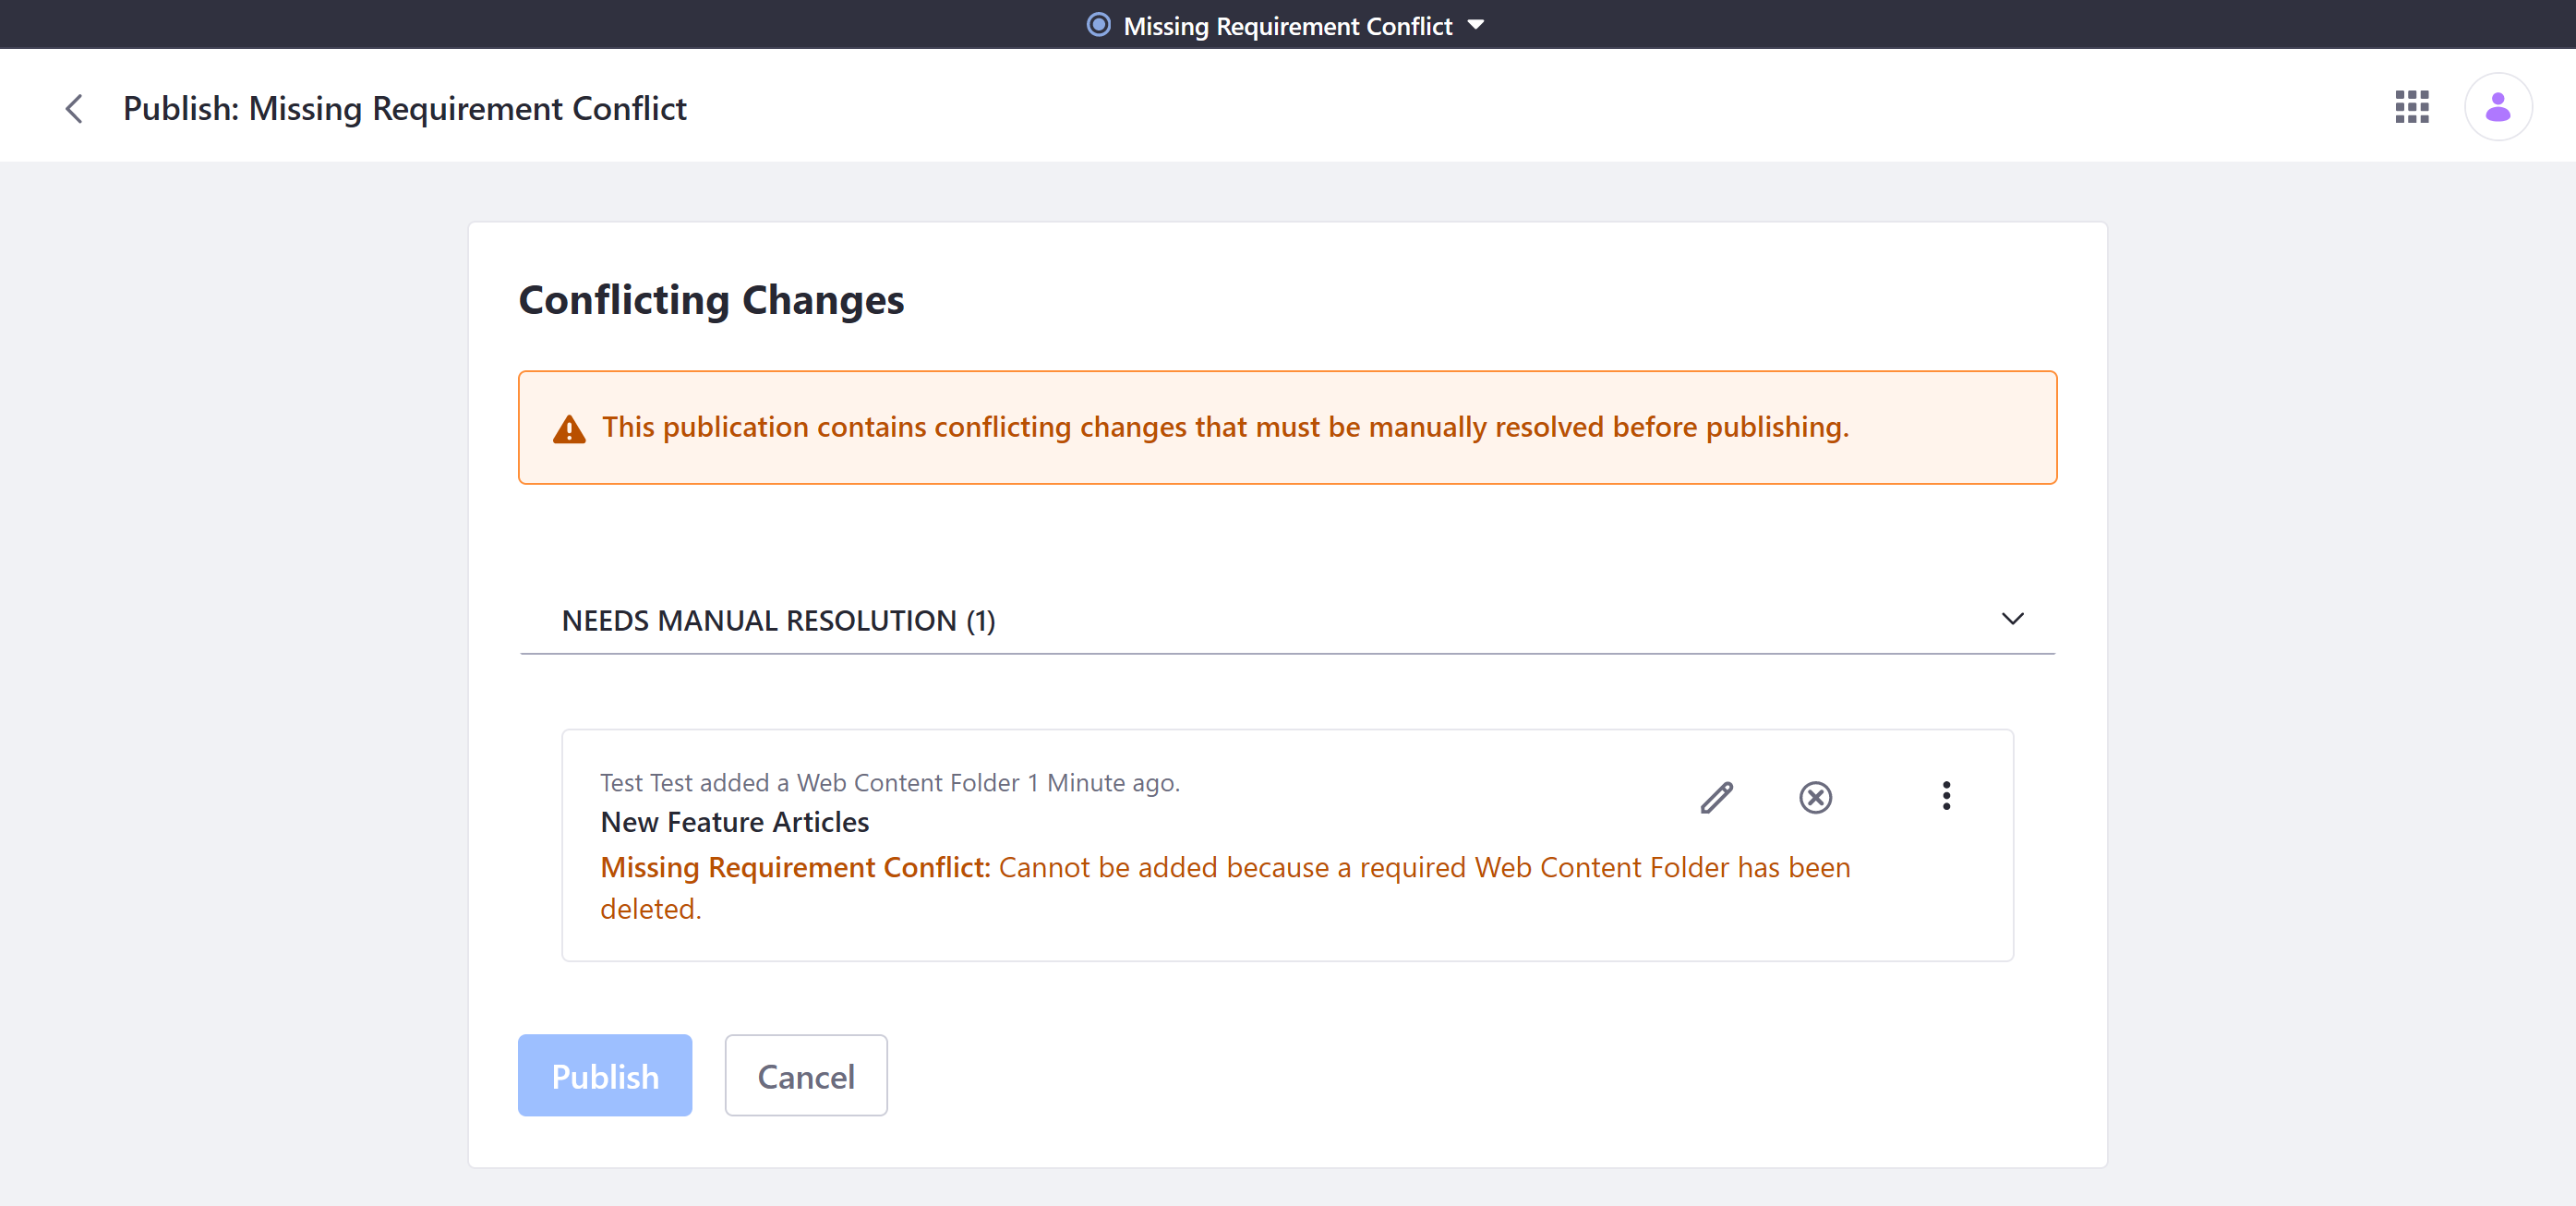 Missing Requirement Conflict
Publish: Missing Requirement Conflict
Conflicting Changes
This publication contains conflicting changes that must be manually resolved before publishing.
NEEDS MANUAL RESOLUTION (1)
Test Test added a Web Content Folder 1 Minute ago.
New Feature Articles
Missing Requirement Conflict: Cannot be added because a required Web Content Folder has been
deleted.
Publish
Cancel